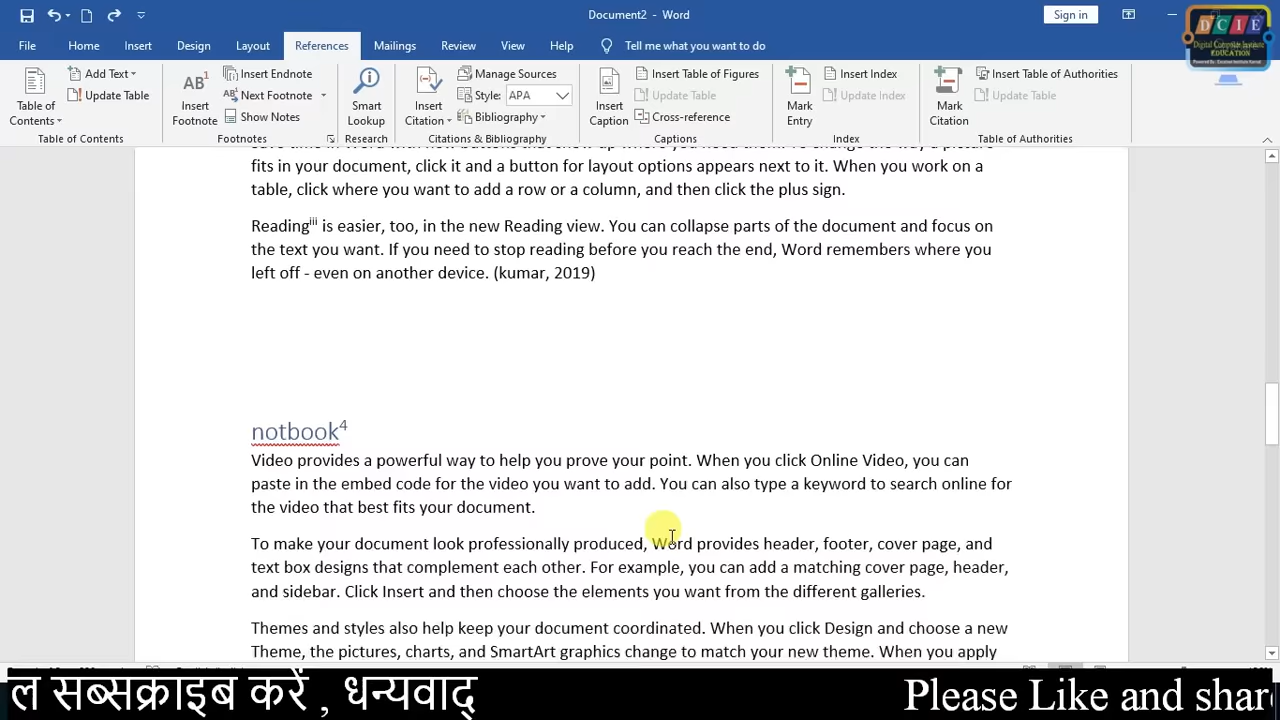 Document2 - Word
Sign in
DCIE
Digital Computer Institute
EDUCATION
File Home Insert Design Layout References Mailings Review View Help Tell me what you want to do
Table of Contents
Add Text
Update Table
Table of Contents
AB1
Insert Footnote
Insert Endnote
Next Footnote
Show Notes
Footnotes
Smart Lookup
Research
Insert Citation
Manage Sources
Style: APA
Bibliography
Citations & Bibliography
Insert Caption
Insert Table of Figures
Update Table
Cross-reference
Captions
Mark Entry
Insert Index
Update Index
Index
Mark Citation
Insert Table of Authorities
Update Table
Table of Authorities
fits in your document, click it and a button for layout options appears next to it. When you work on a
table, click where you want to add a row or a column, and then click the plus sign.
Readingiii is easier, too, in the new Reading view. You can collapse parts of the document and focus on
the text you want. If you need to stop reading before you reach the end, Word remembers where you
left off - even on another device. (kumar, 2019)
notbook4
Video provides a powerful way to help you prove your point. When you click Online Video, you can
paste in the embed code for the video you want to add. You can also type a keyword to search online for
the video that best fits your document.
To make your document look professionally produced, Word provides header, footer, cover page, and
text box designs that complement each other. For example, you can add a matching cover page, header,
and sidebar. Click Insert and then choose the elements you want from the different galleries.
Themes and styles also help keep your document coordinated. When you click Design and choose a new
Theme, the pictures, charts, and SmartArt graphics change to match your new theme. When you apply
ल सब्सक्राइब करें , धन्यवाद् Please Like and share